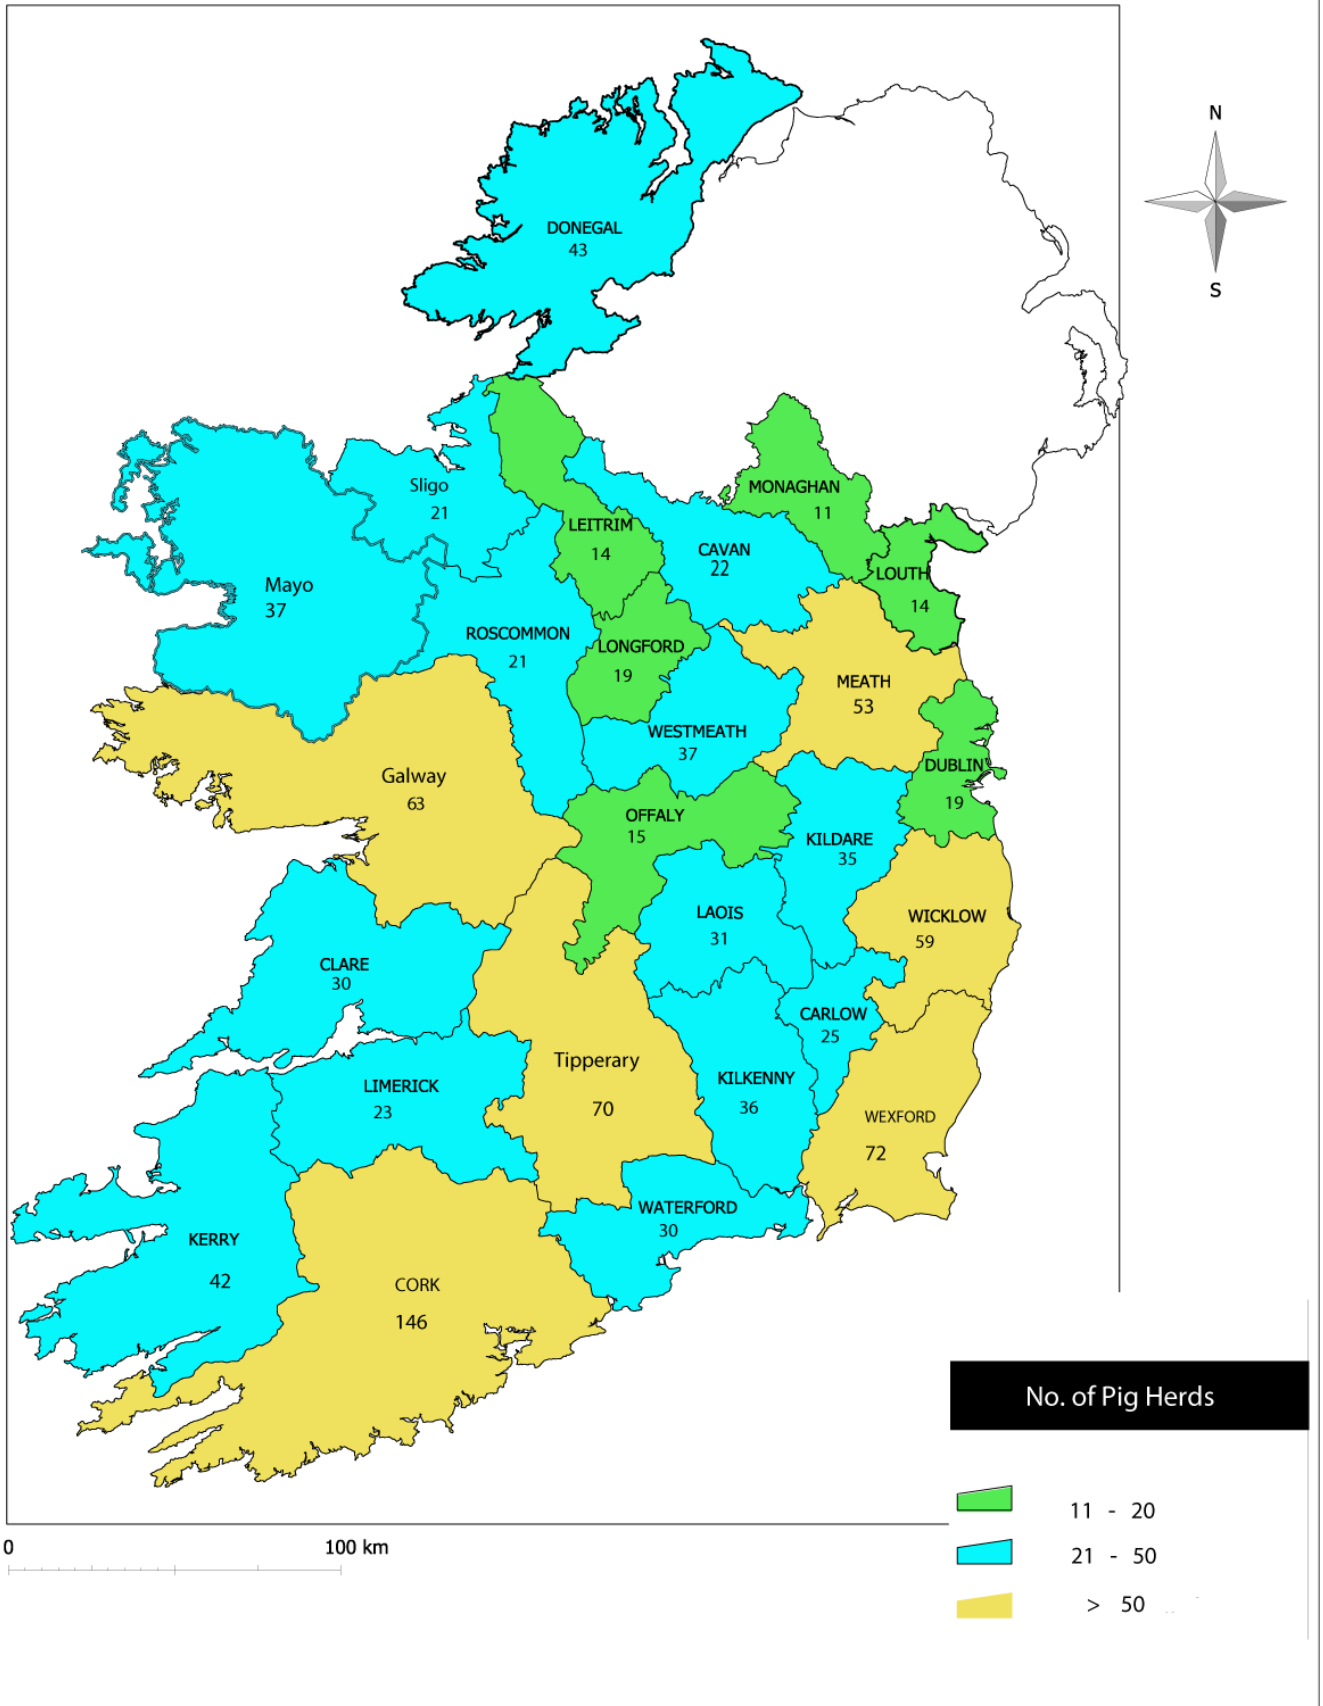 N
S
DONEGAL
43
Sligo
21
MONAGHAN
11
LEITRIM
14
CAVAN
22
LOUTH
14
Mayo
37
ROSCOMMON
21
LONGFORD
19
MEATH
53
WESTMEATH
37
Galway
63
DUBLIN
19
OFFALY
15
KILDARE
35
LAOIS
31
WICKLOW
59
CLARE
30
CARLOW
25
Tipperary
70
KILKENNY
36
LIMERICK
23
WEXFORD
72
WATERFORD
30
KERRY
42
CORK
146
No. of Pig Herds
11 - 20
21 - 50
> 50
0 100 km